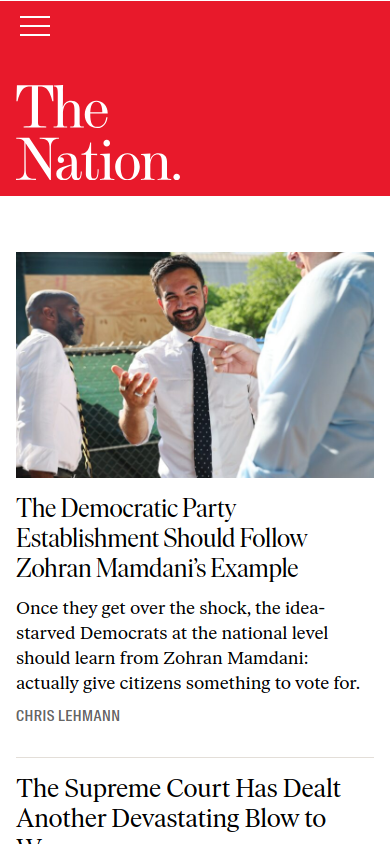 The
Nation.
The Democratic Party
Establishment Should Follow
Zohran Mamdani’s Example
Once they get over the shock, the idea-
starved Democrats at the national level
should learn from Zohran Mamdani:
actually give citizens something to vote for.
CHRIS LEHMANN
The Supreme Court Has Dealt
Another Devastating Blow to